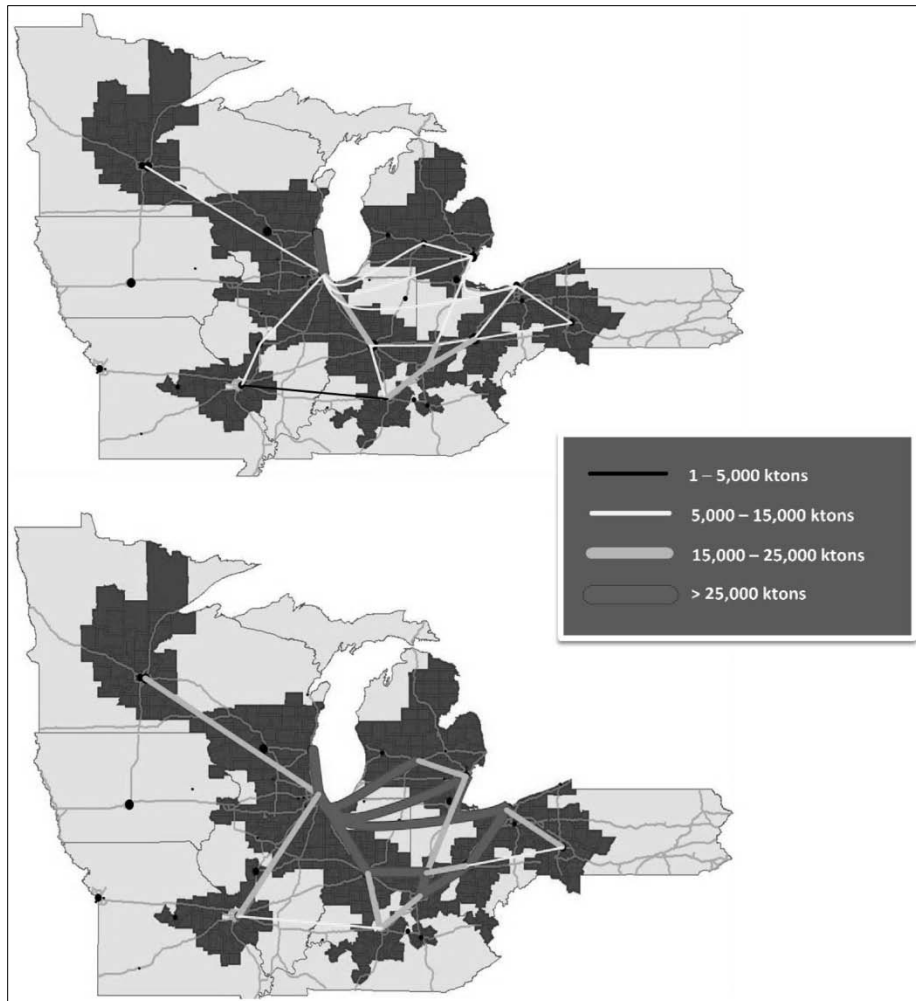 1 – 5,000 ktons
5,000 – 15,000 ktons
15,000 – 25,000 ktons
> 25,000 ktons